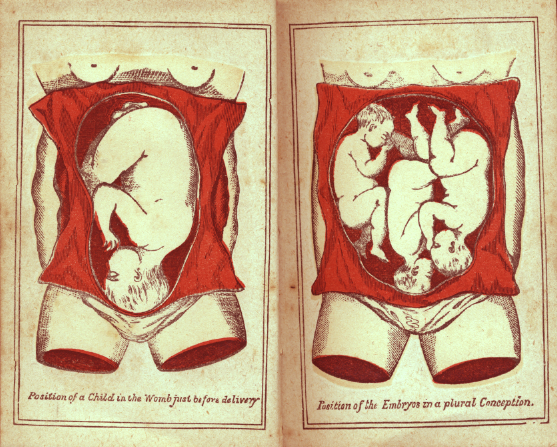 Position of a Child in the Womb just before delivery
Position of the Embryos in a plural Conception.